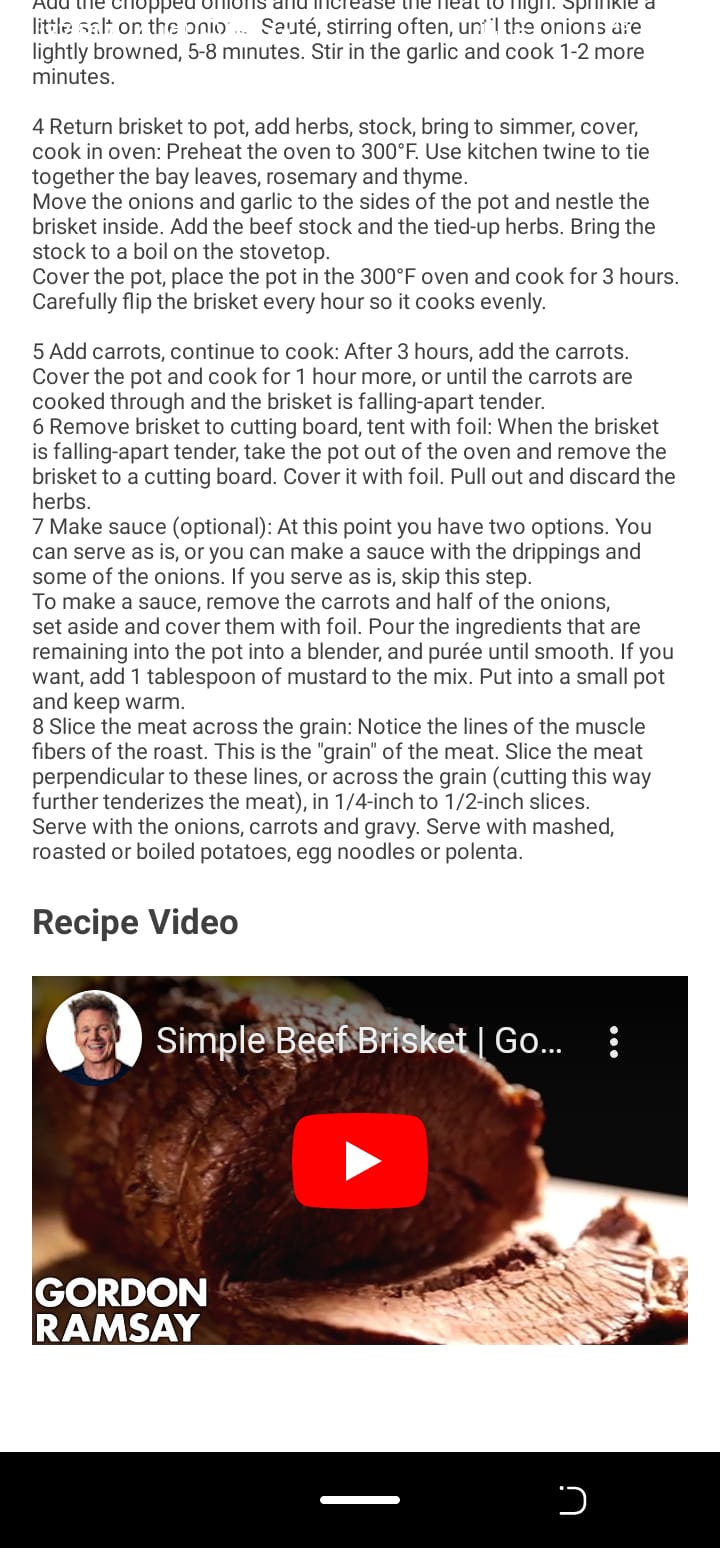 Add the chopped onions and increase the heat to high. Sprinkle a
little salt on the onions. Sauté, stirring often, until the onions are
lightly browned, 5-8 minutes. Stir in the garlic and cook 1-2 more
minutes.
4 Return brisket to pot, add herbs, stock, bring to simmer, cover,
cook in oven: Preheat the oven to 300°F. Use kitchen twine to tie
together the bay leaves, rosemary and thyme.
Move the onions and garlic to the sides of the pot and nestle the
brisket inside. Add the beef stock and the tied-up herbs. Bring the
stock to a boil on the stovetop.
Cover the pot, place the pot in the 300°F oven and cook for 3 hours.
Carefully flip the brisket every hour so it cooks evenly.
5 Add carrots, continue to cook: After 3 hours, add the carrots.
Cover the pot and cook for 1 hour more, or until the carrots are
cooked through and the brisket is falling-apart tender.
6 Remove brisket to cutting board, tent with foil: When the brisket
is falling-apart tender, take the pot out of the oven and remove the
brisket to a cutting board. Cover it with foil. Pull out and discard the
herbs.
7 Make sauce (optional): At this point you have two options. You
can serve as is, or you can make a sauce with the drippings and
some of the onions. If you serve as is, skip this step.
To make a sauce, remove the carrots and half of the onions,
set aside and cover them with foil. Pour the ingredients that are
remaining into the pot into a blender, and purée until smooth. If you
want, add 1 tablespoon of mustard to the mix. Put into a small pot
and keep warm.
8 Slice the meat across the grain: Notice the lines of the muscle
fibers of the roast. This is the "grain" of the meat. Slice the meat
perpendicular to these lines, or across the grain (cutting this way
further tenderizes the meat), in 1/4-inch to 1/2-inch slices.
Serve with the onions, carrots and gravy. Serve with mashed,
roasted or boiled potatoes, egg noodles or polenta.
Recipe Video
Simple Beef Brisket | Go...
GORDON
RAMSAY